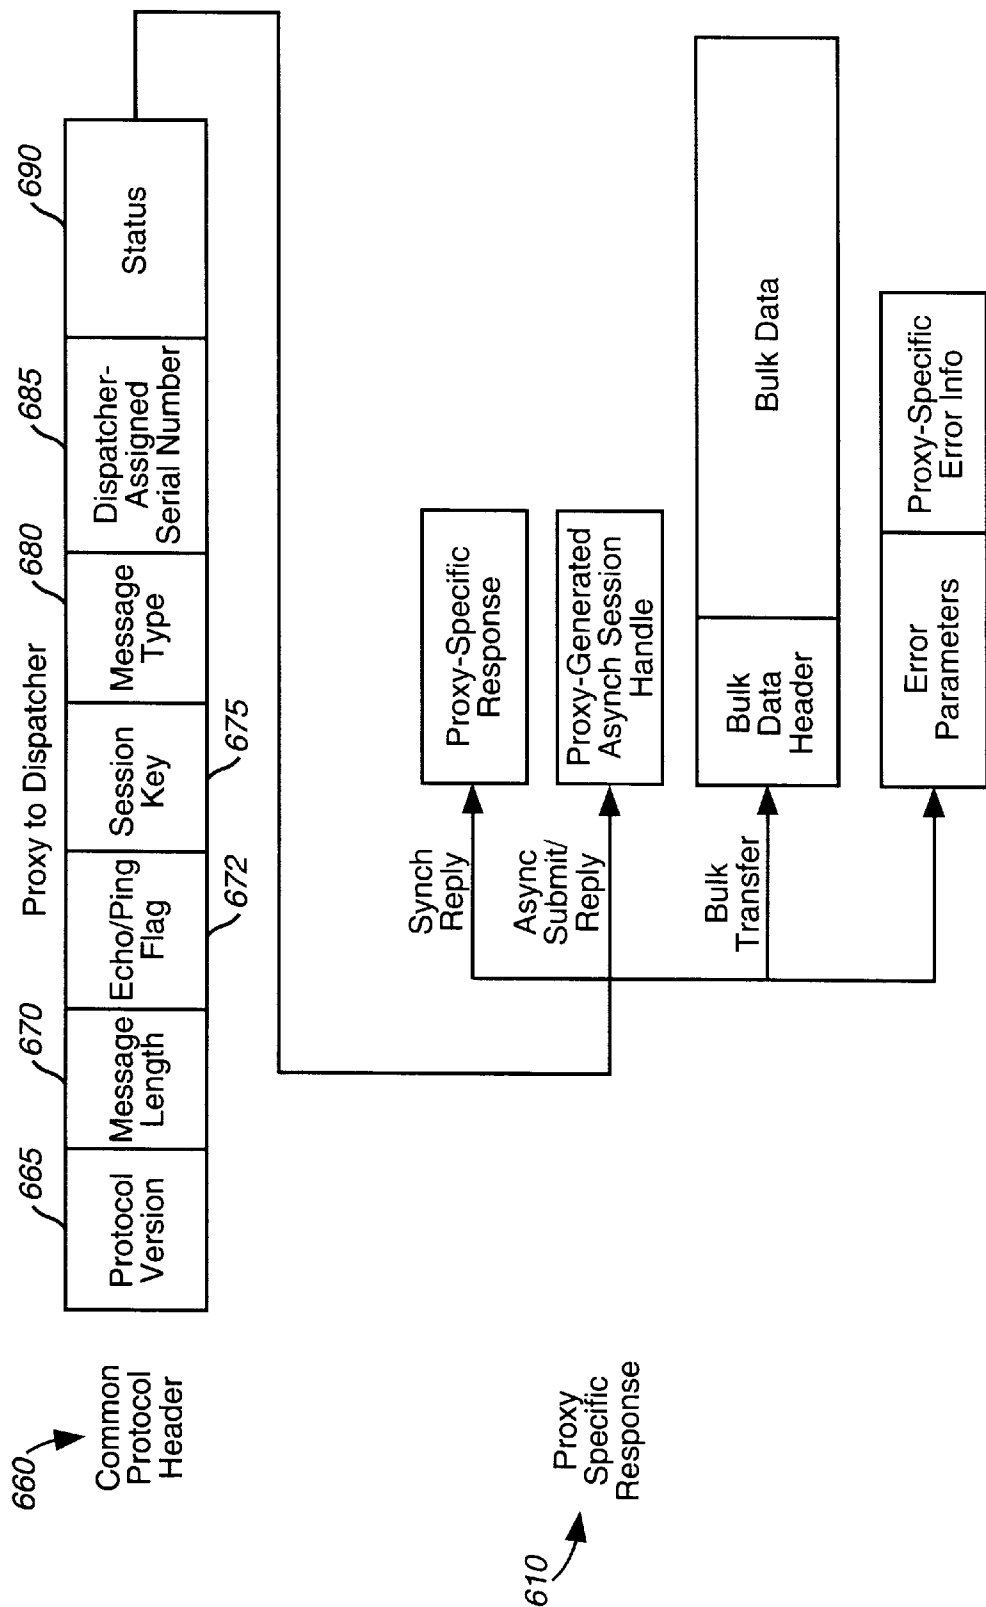 Proxy to Dispatcher
660
Common
Protocol
Header
665
Protocol
Version
670
Message
Length
Echo/Ping
Flag
672
Session
Key
675
680
Message
Type
685
Dispatcher-
Assigned
Serial Number
690
Status
610
Proxy
Specific
Response
Synch
Reply
Proxy-Specific
Response
Async
Submit/
Reply
Proxy-Generated
Asynch Session
Handle
Bulk
Transfer
Bulk
Data
Header
Bulk Data
Error
Parameters
Proxy-Specific
Error Info